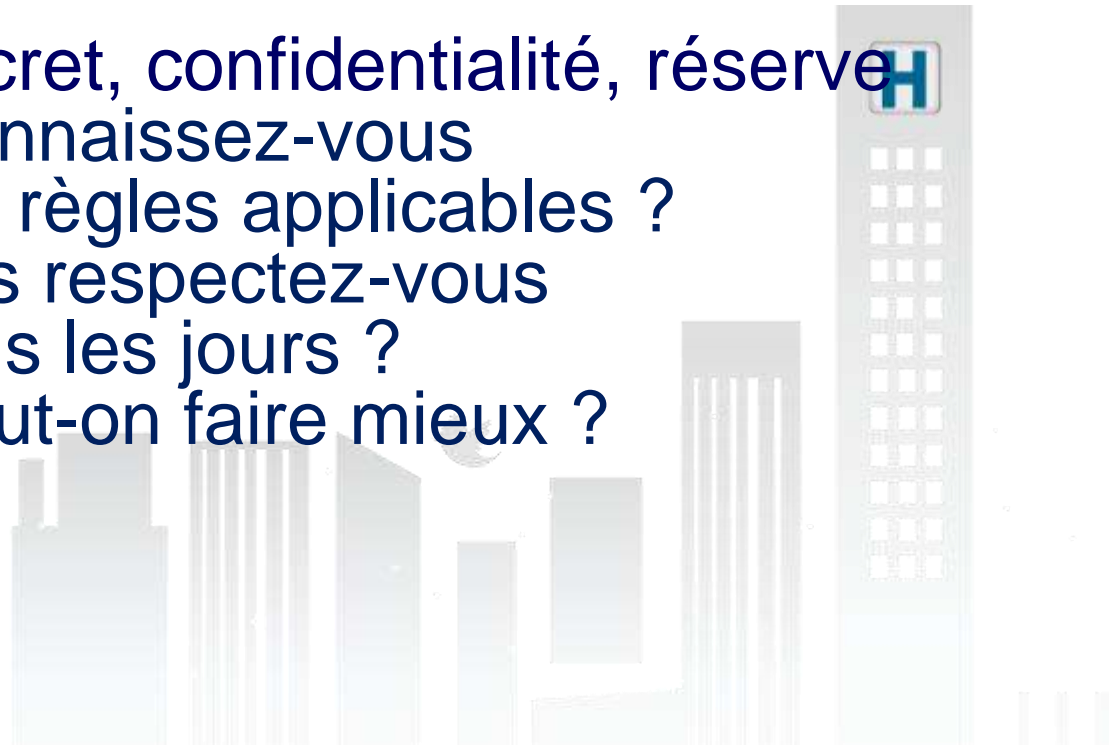 cret, confidentialité, réserve
H
nnaissez-vous
règles applicables ?
s respectez-vous
s les jours ?
ut-on faire mieux ?